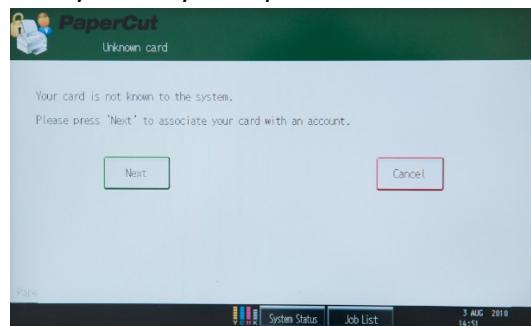 PaperCut
Unknown card
Your card is not known to the system.
Please press 'Next' to associate your card with an account.
Next
Cancel
Y C M K
System Status
Job List
3 AUG 2010
14:51